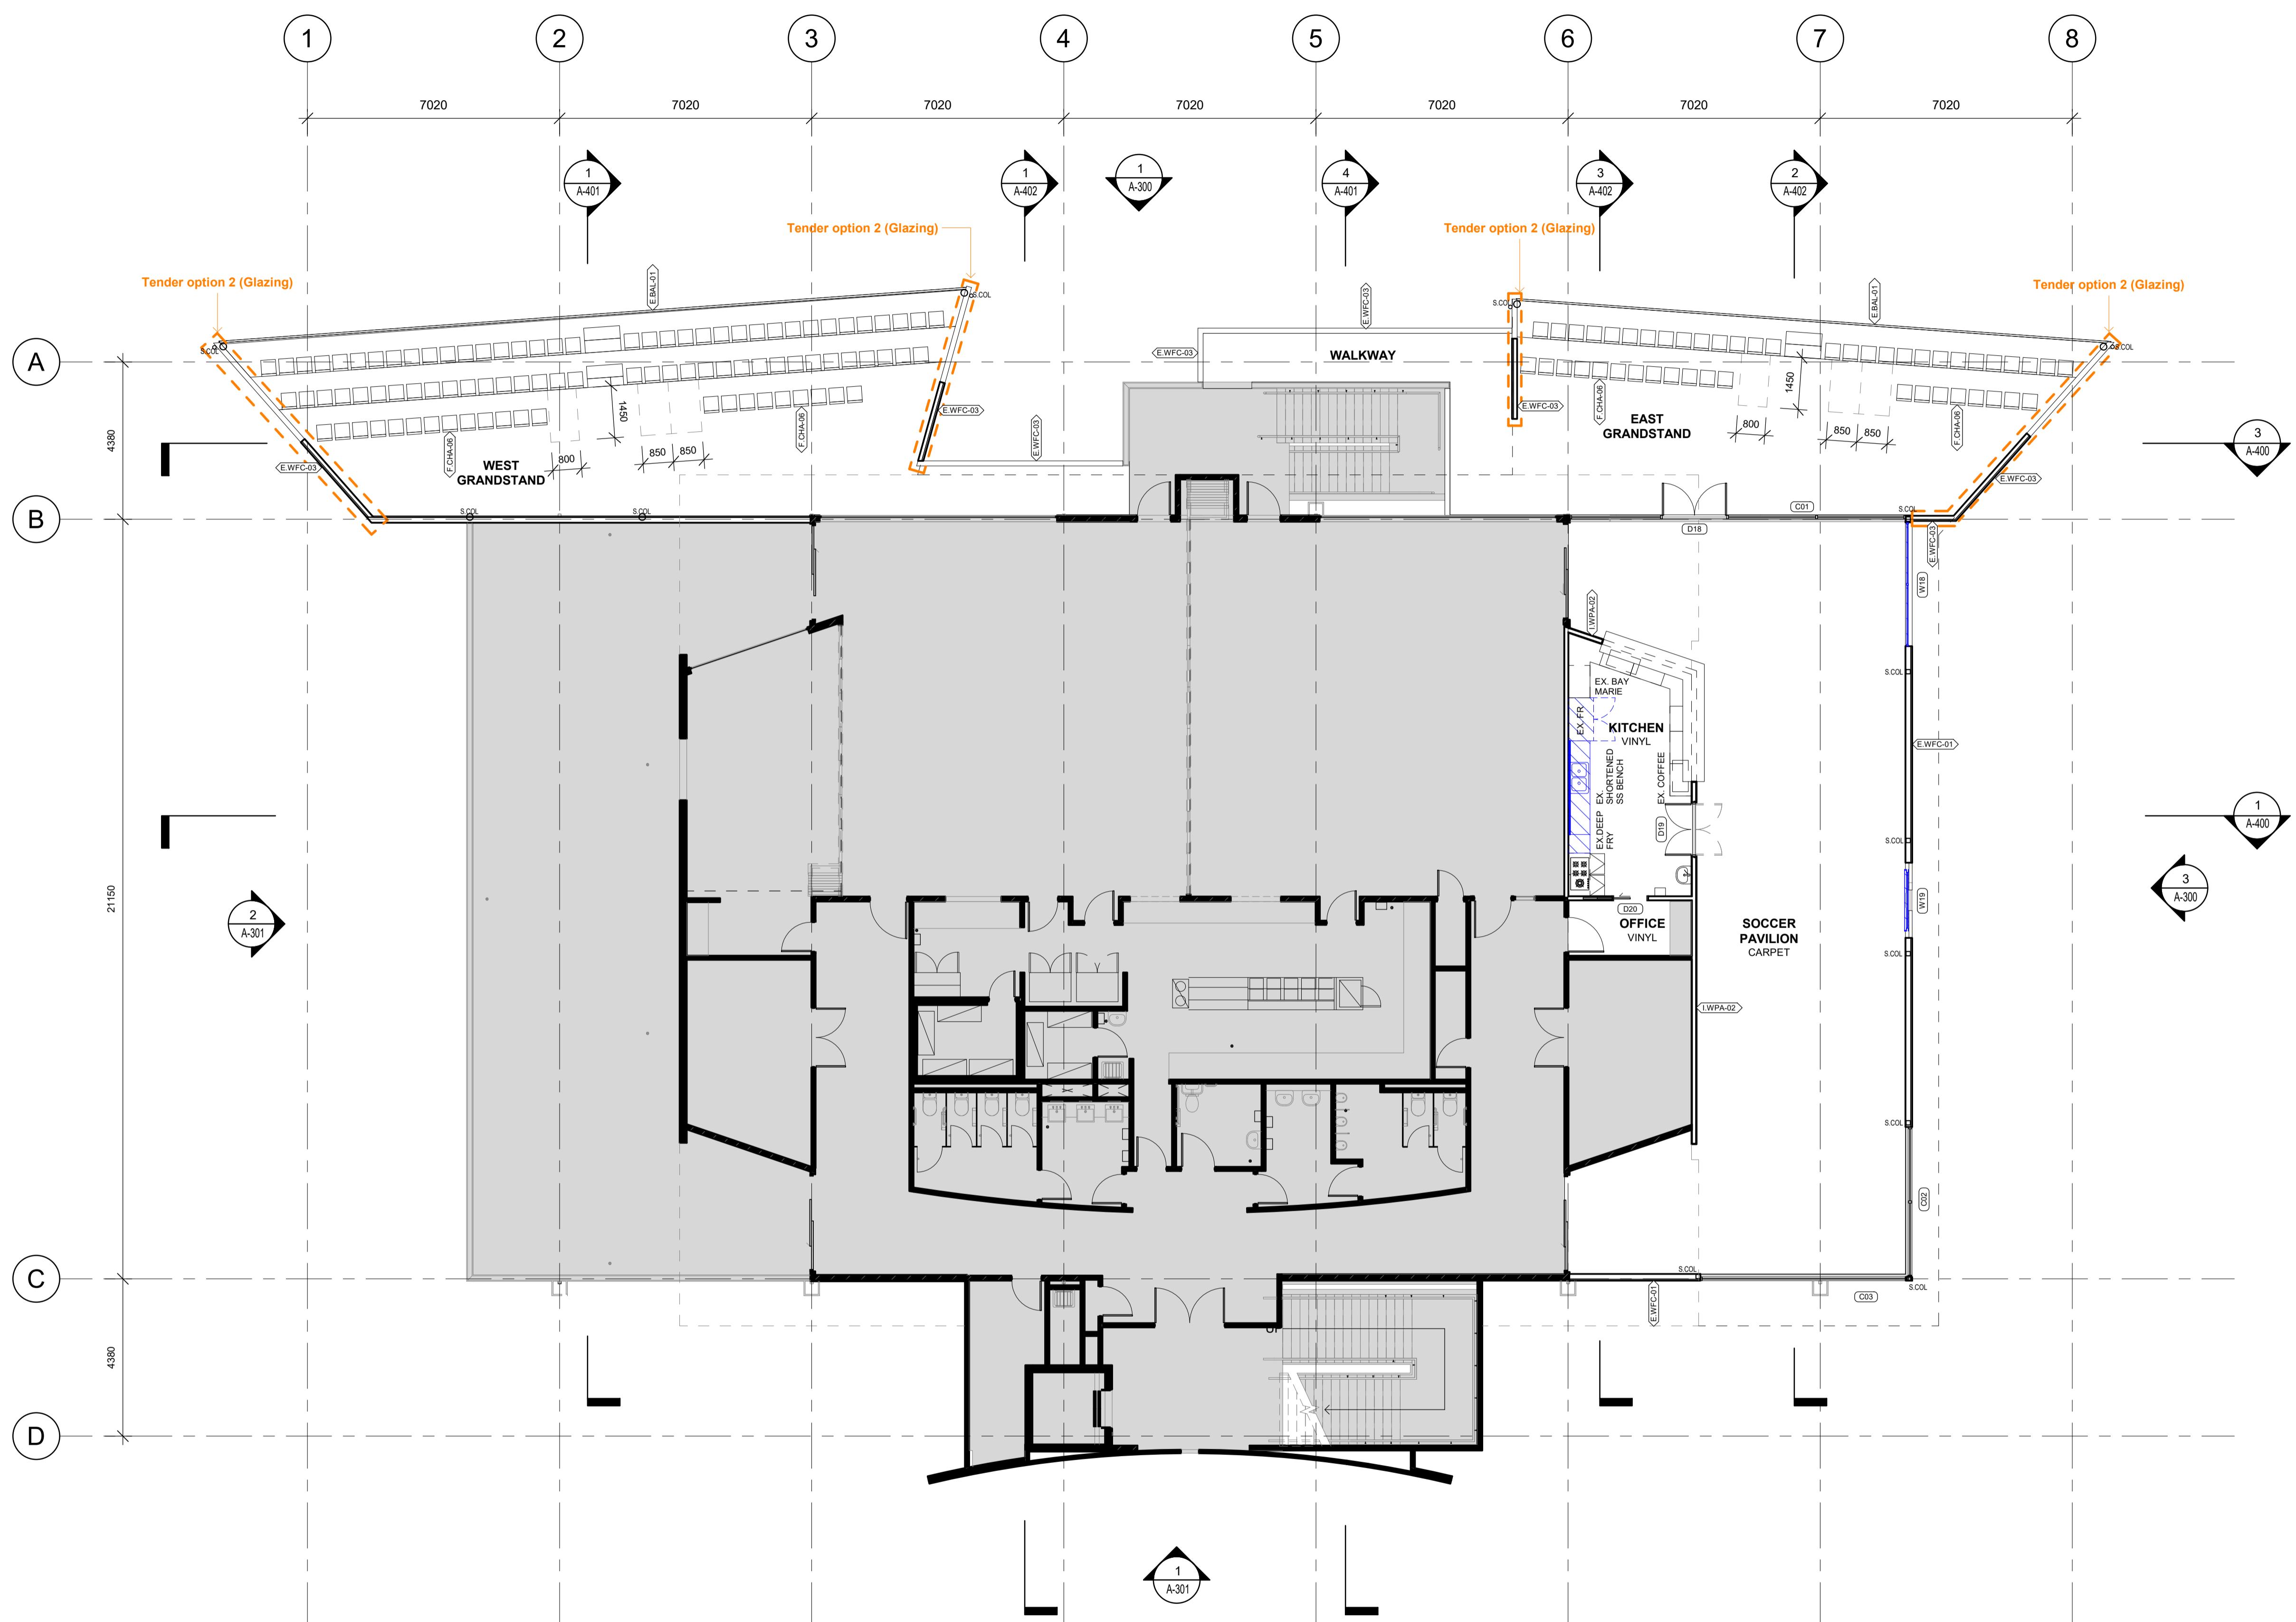 1 2 3 4 5 6 7 8
7020 7020 7020 7020 7020 7020 7020
1
A-401
1
A-402
1
A-300
4
A-401
3
A-402
2
A-402
Tender option 2 (Glazing)
Tender option 2 (Glazing)
Tender option 2 (Glazing)
Tender option 2 (Glazing)
E.BAL-01
E.BAL-01
E.WFC-03
S.COL
S.COL
S.COL
S.COL
A
E.WFC-03
WALKWAY
1450
1450
F.CHA-06
F.CHA-06
F.CHA-06
F.CHA-06
E.WFC-03
E.WFC-03
E.WFC-03
EAST
GRANDSTAND
800
850 850
4380
3
A-400
E.WFC-03
WEST
GRANDSTAND
800
850 850
E.WFC-03
B
S.COL
S.COL
S.COL
C01
D18
E.WFC-03
W18
I.WPA-02
S.COL
EX. BAY
MARIE
EX. FR.
KITCHEN
VINYL
E.WFC-01
EX.
SHORTENED
SS BENCH
EX. COFFEE
EX.DEEP
FRY
D19
S.COL
1
A-400
21150
2
A-301
3
A-300
W19
D20
OFFICE
VINYL
SOCCER
PAVILION
CARPET
S.COL
I.WPA-02
S.COL
C02
C
S.COL
S.COL
E.WFC-01
C03
UP
4380
D
1
A-301